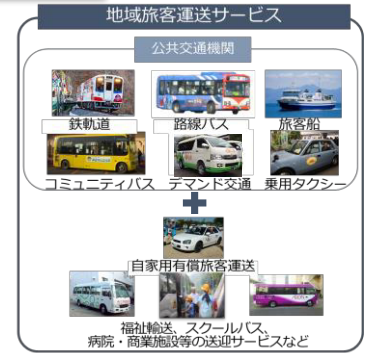 地域旅客運送サービス
公共交通機関
鉄軌道
路線バス
旅客船
コミュニティバス
デマンド交通
乗用タクシー
自家用有償旅客運送
福祉輸送、スクールバス、
病院・商業施設等の送迎サービスなど